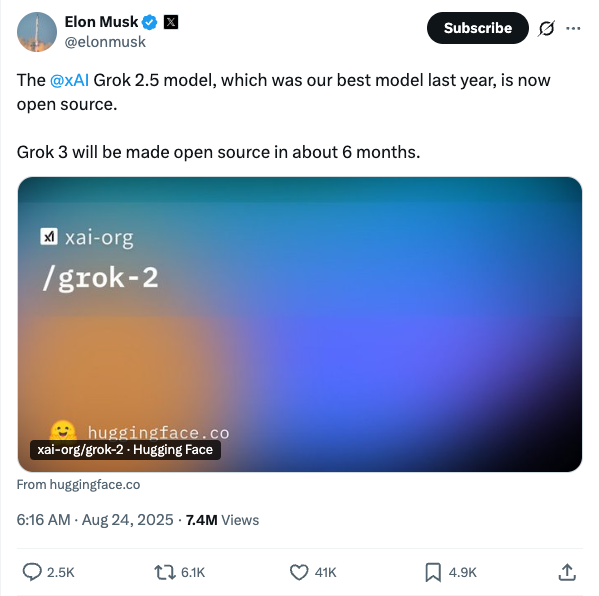 Elon Musk
@elonmusk
Subscribe
The @xAI Grok 2.5 model, which was our best model last year, is now
open source.
Grok 3 will be made open source in about 6 months.
xai-org
/grok-2
huggingface.co
xai-org/grok-2 · Hugging Face
From huggingface.co
6:16 AM · Aug 24, 2025 · 7.4M Views
2.5K 6.1K 41K 4.9K